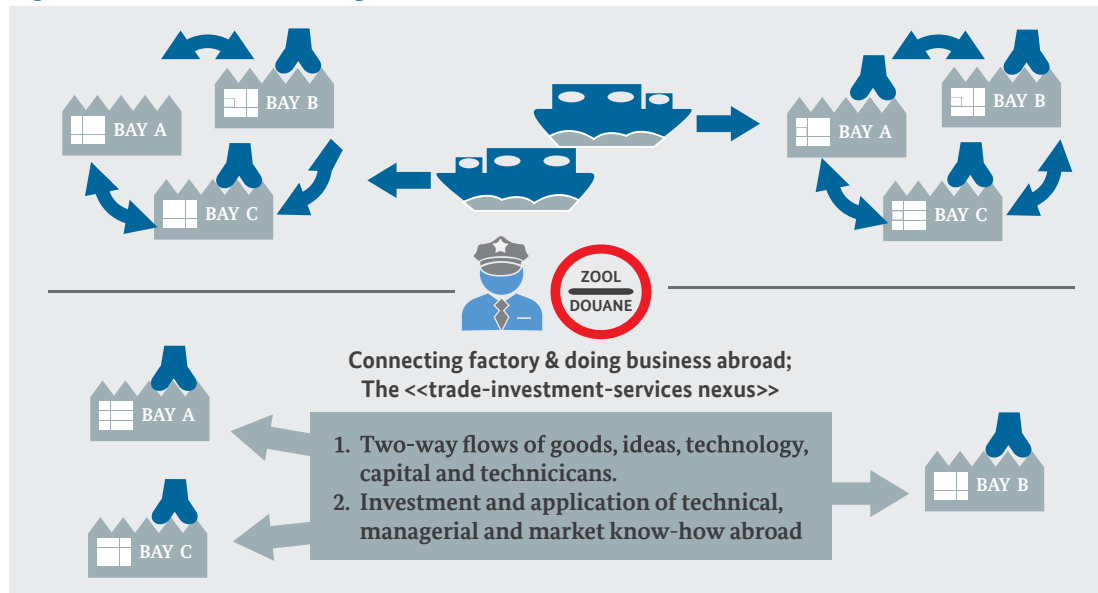 BAY B
BAY A
BAY C
BAY B
BAY A
BAY C
ZOOL
DOUANE
Connecting factory & doing business abroad;
The <<trade-investment-services nexus>>
BAY A
1. Two-way flows of goods, ideas, technology,
capital and technicicans.
2. Investment and application of technical,
managerial and market know-how abroad
BAY B
BAY C